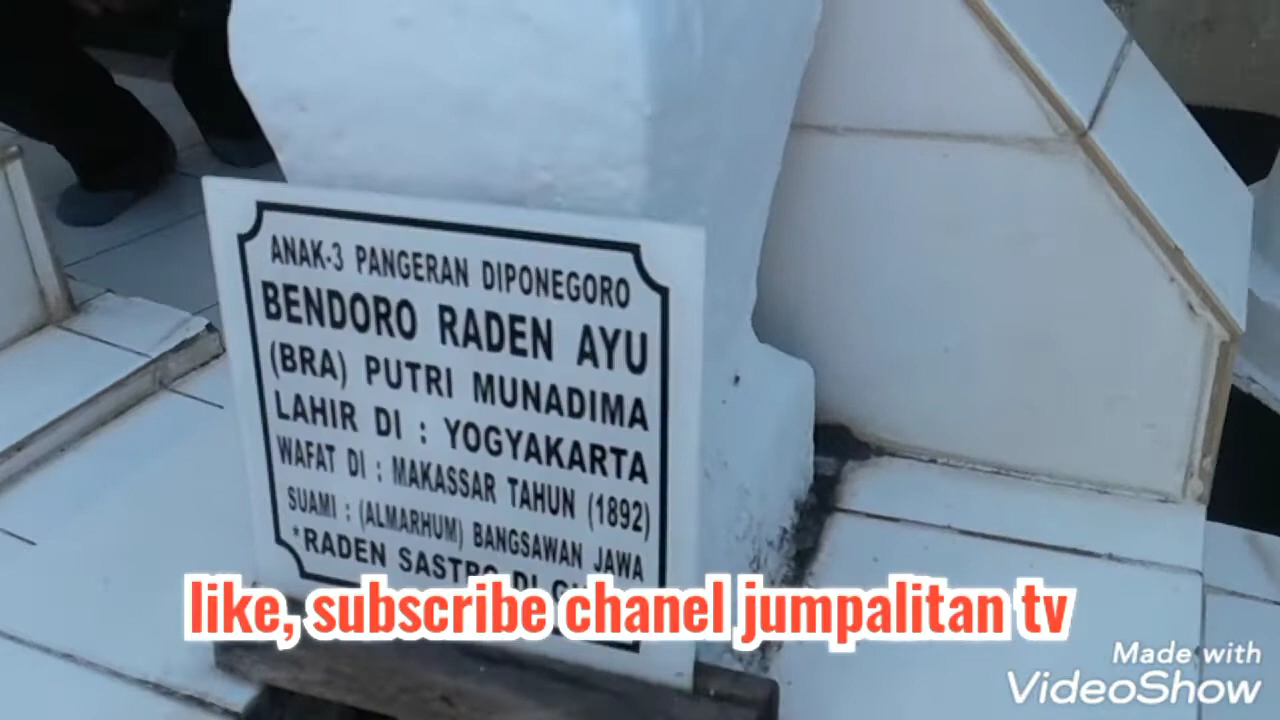 ANAK-3 PANGERAN DIPONEGORO
BENDORO RADEN AYU
(BRA) PUTRI MUNADIMA
LAHIR DI : YOGYAKARTA
WAFAT DI : MAKASSAR TAHUN (1892)
SUAMI : (ALMARHUM) BANGSAWAN JAWA
*RADEN SASTRO DI
like, subscribe chanel jumpalitan tv
Made with
VideoShow